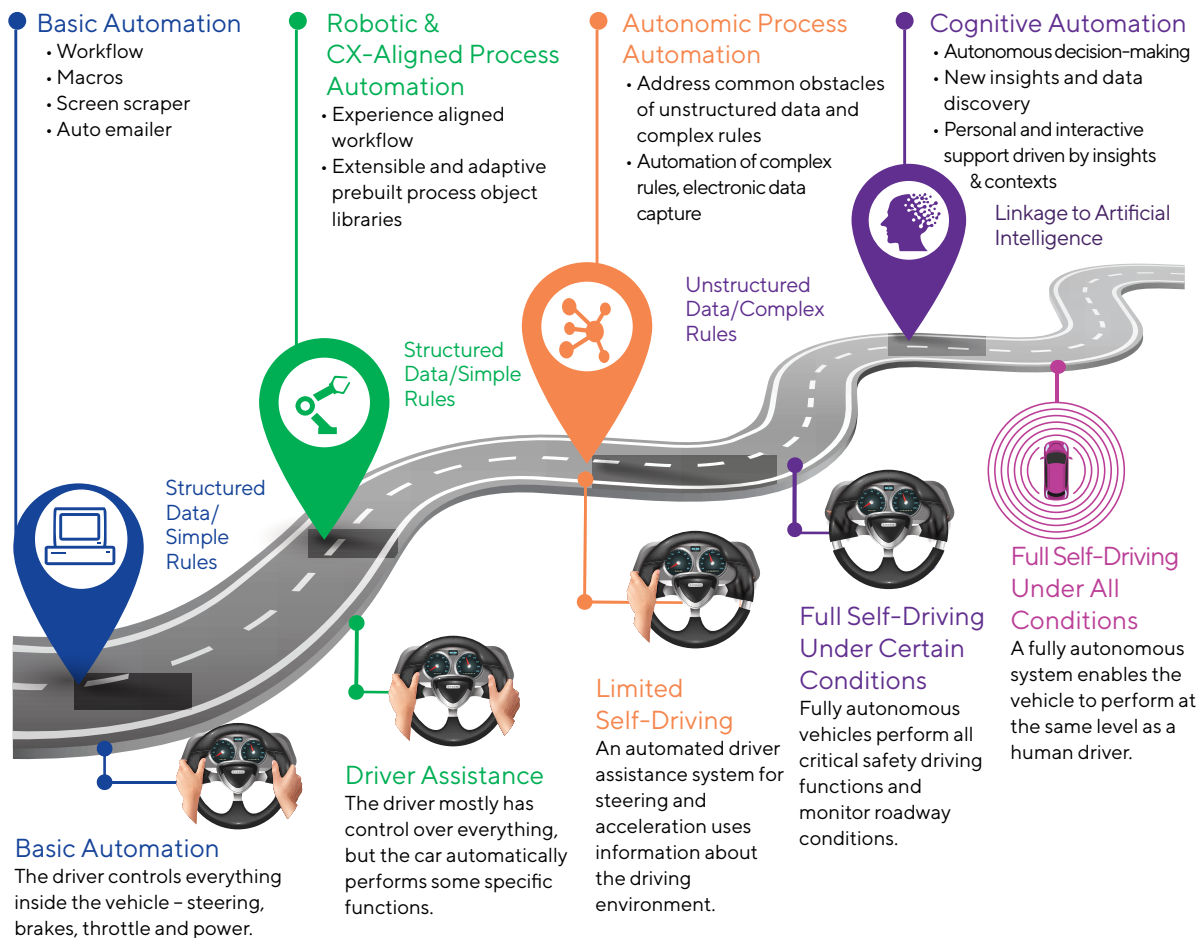 Basic Automation
• Workflow
• Macros
• Screen scraper
• Auto emailer
Robotic &
CX-Aligned Process
Automation
• Experience aligned
workflow
• Extensible and adaptive
prebuilt process object
libraries
Autonomic Process
Automation
• Address common obstacles
of unstructured data and
complex rules
• Automation of complex
rules, electronic data
capture
Cognitive Automation
• Autonomous decision-making
• New insights and data
discovery
• Personal and interactive
support driven by insights
& contexts
Linkage to Artificial
Intelligence
Unstructured
Data/Complex
Rules
Structured
Data/Simple
Rules
Structured
Data/
Simple
Rules
Basic Automation
The driver controls everything
inside the vehicle – steering,
brakes, throttle and power.
Driver Assistance
The driver mostly has
control over everything,
but the car automatically
performs some specific
functions.
Limited
Self-Driving
An automated driver
assistance system for
steering and
acceleration uses
information about
the driving
environment.
Full Self-Driving
Under Certain
Conditions
Fully autonomous
vehicles perform all
critical safety driving
functions and
monitor roadway
conditions.
Full Self-Driving
Under All
Conditions
A fully autonomous
system enables the
vehicle to perform at
the same level as a
human driver.